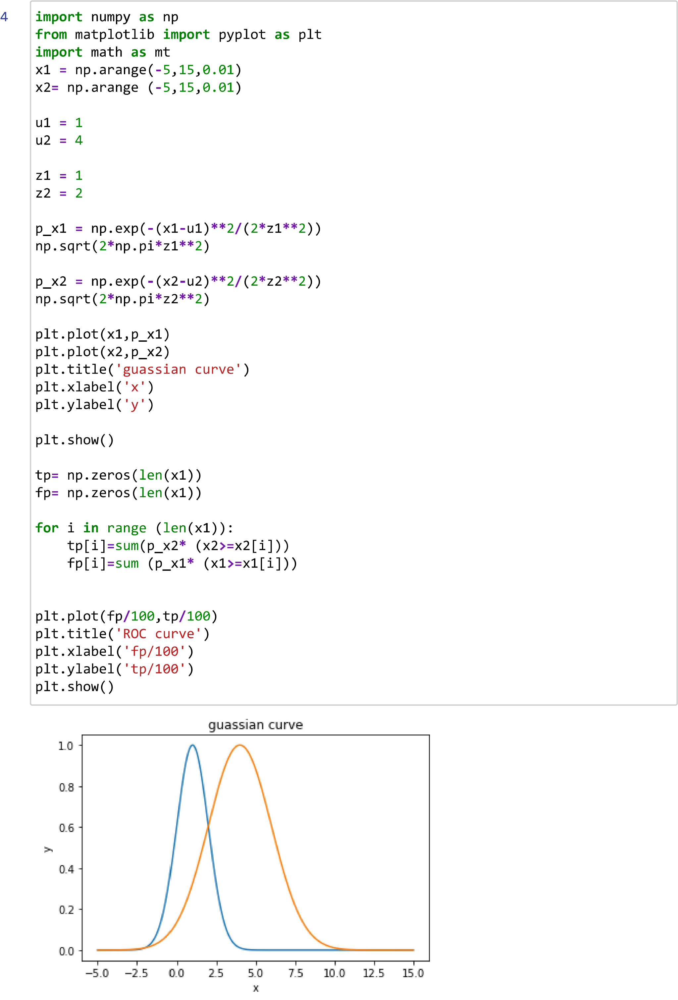 4
import numpy as np
from matplotlib import pyplot as plt
import math as mt
x1 = np.arange(-5,15,0.01)
x2= np.arange (-5,15,0.01)
u1 = 1
u2 = 4
z1 = 1
z2 = 2
p_x1 = np.exp(-(x1-u1)**2/(2*z1**2))
np.sqrt(2*np.pi*z1**2)
p_x2 = np.exp(-(x2-u2)**2/(2*z2**2))
np.sqrt(2*np.pi*z2**2)
plt.plot(x1,p_x1)
plt.plot(x2,p_x2)
plt.title('guassian curve')
plt.xlabel('x')
plt.ylabel('y')
plt.show()
tp= np.zeros(len(x1))
fp= np.zeros(len(x1))
for i in range (len(x1)):
    tp[i]=sum(p_x2* (x2>=x2[i]))
    fp[i]=sum (p_x1* (x1>=x1[i]))
plt.plot(fp/100,tp/100)
plt.title('ROC curve')
plt.xlabel('fp/100')
plt.ylabel('tp/100')
plt.show()
guassian curve
1.0
0.8
0.6
y
0.4
0.2
0.0
−5.0 −2.5 0.0 2.5 5.0 7.5 10.0 12.5 15.0
x